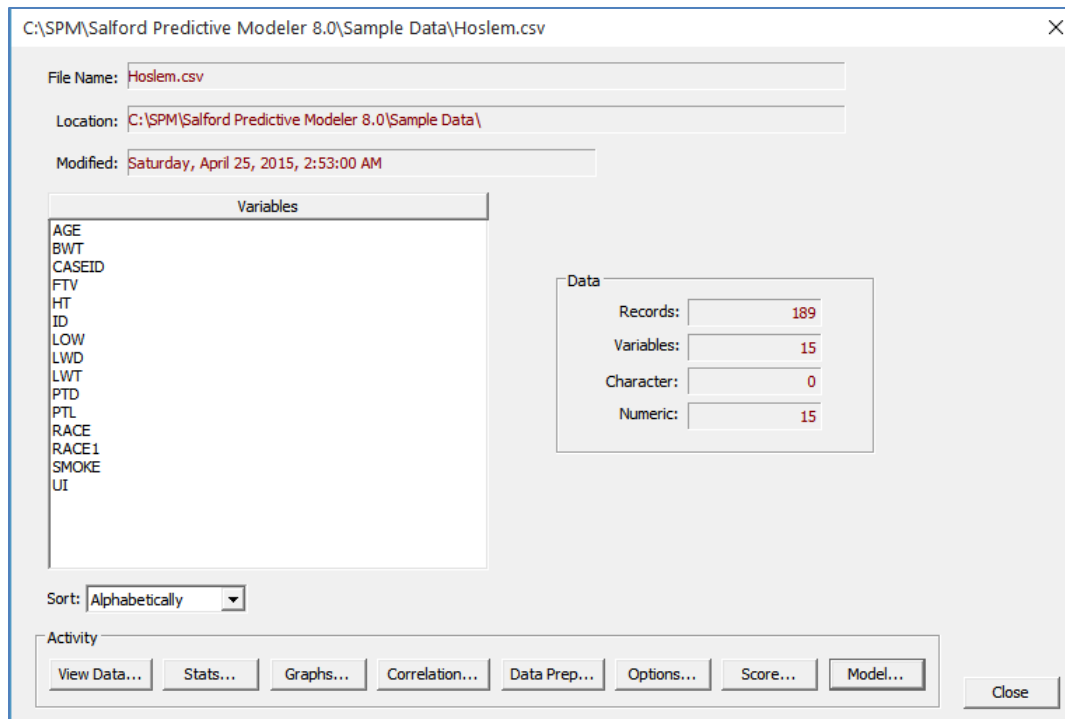 C:\SPM\Salford Predictive Modeler 8.0\Sample Data\Hoslem.csv
File Name: Hoslem.csv
Location: C:\SPM\Salford Predictive Modeler 8.0\Sample Data\
Modified: Saturday, April 25, 2015, 2:53:00 AM
Variables
AGE
BWT
CASEID
FTV
HT
ID
LOW
LWD
LWT
PTD
PTL
RACE
RACE1
SMOKE
UI
Data
Records: 189
Variables: 15
Character: 0
Numeric: 15
Sort: Alphabetically
Activity
View Data... Stats... Graphs... Correlation... Data Prep... Options... Score... Model...
Close